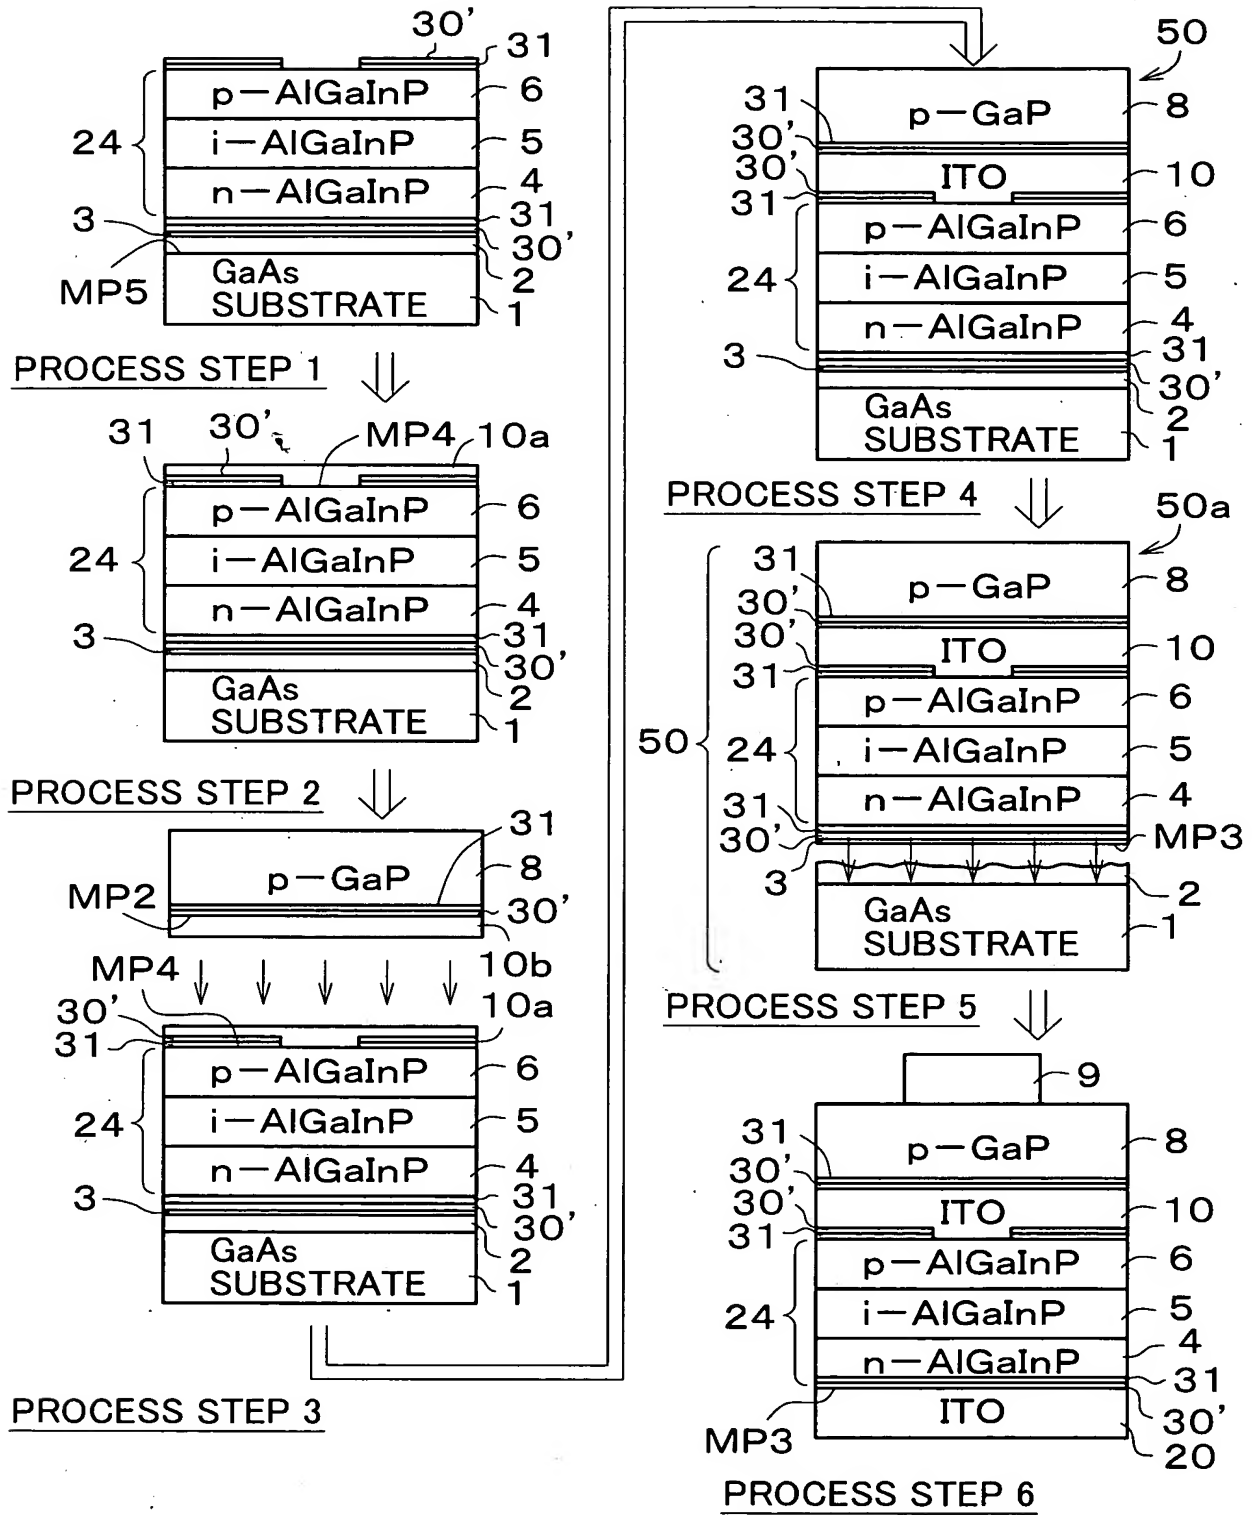 30'
31
p-AlGaInP
6
24
i-AlGaInP
5
n-AlGaInP
4
3
31
30'
MP5
GaAs
SUBSTRATE
2
1
PROCESS STEP 1
31
30'
MP4
10a
p-AlGaInP
6
24
i-AlGaInP
5
n-AlGaInP
4
3
31
30'
GaAs
SUBSTRATE
2
1
PROCESS STEP 2
31
p-GaP
8
MP2
30'
10b
MP4
10a
30'
31
p-AlGaInP
6
24
i-AlGaInP
5
n-AlGaInP
4
3
31
30'
GaAs
SUBSTRATE
2
1
PROCESS STEP 3
50
31
p-GaP
8
30'
30'
ITO
10
31
p-AlGaInP
6
24
i-AlGaInP
5
n-AlGaInP
4
3
31
30'
GaAs
SUBSTRATE
2
1
PROCESS STEP 4
50a
31
p-GaP
8
30'
30'
ITO
10
31
p-AlGaInP
6
50
24
i-AlGaInP
5
n-AlGaInP
4
31
30'
MP3
3
2
GaAs
SUBSTRATE
1
PROCESS STEP 5
9
31
p-GaP
8
30'
30'
ITO
10
31
p-AlGaInP
6
24
i-AlGaInP
5
n-AlGaInP
4
31
30'
MP3
ITO
20
PROCESS STEP 6